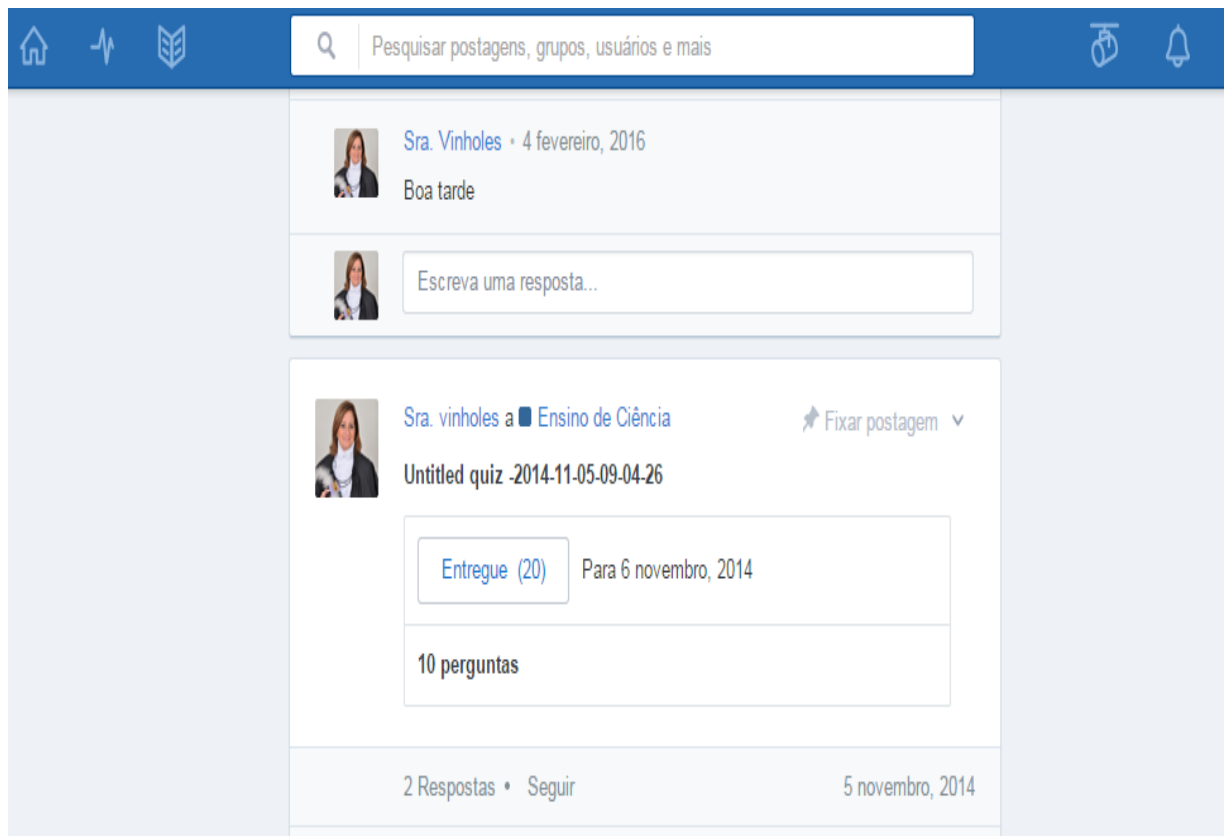 Pesquisar postagens, grupos, usuários e mais
Sra. Vinholes • 4 fevereiro, 2016
Boa tarde
Escreva uma resposta...
Sra. vinholes a Ensino de Ciência
Fixar postagem
Untitled quiz -2014-11-05-09-04-26
Entregue (20) Para 6 novembro, 2014
10 perguntas
2 Respostas • Seguir 5 novembro, 2014